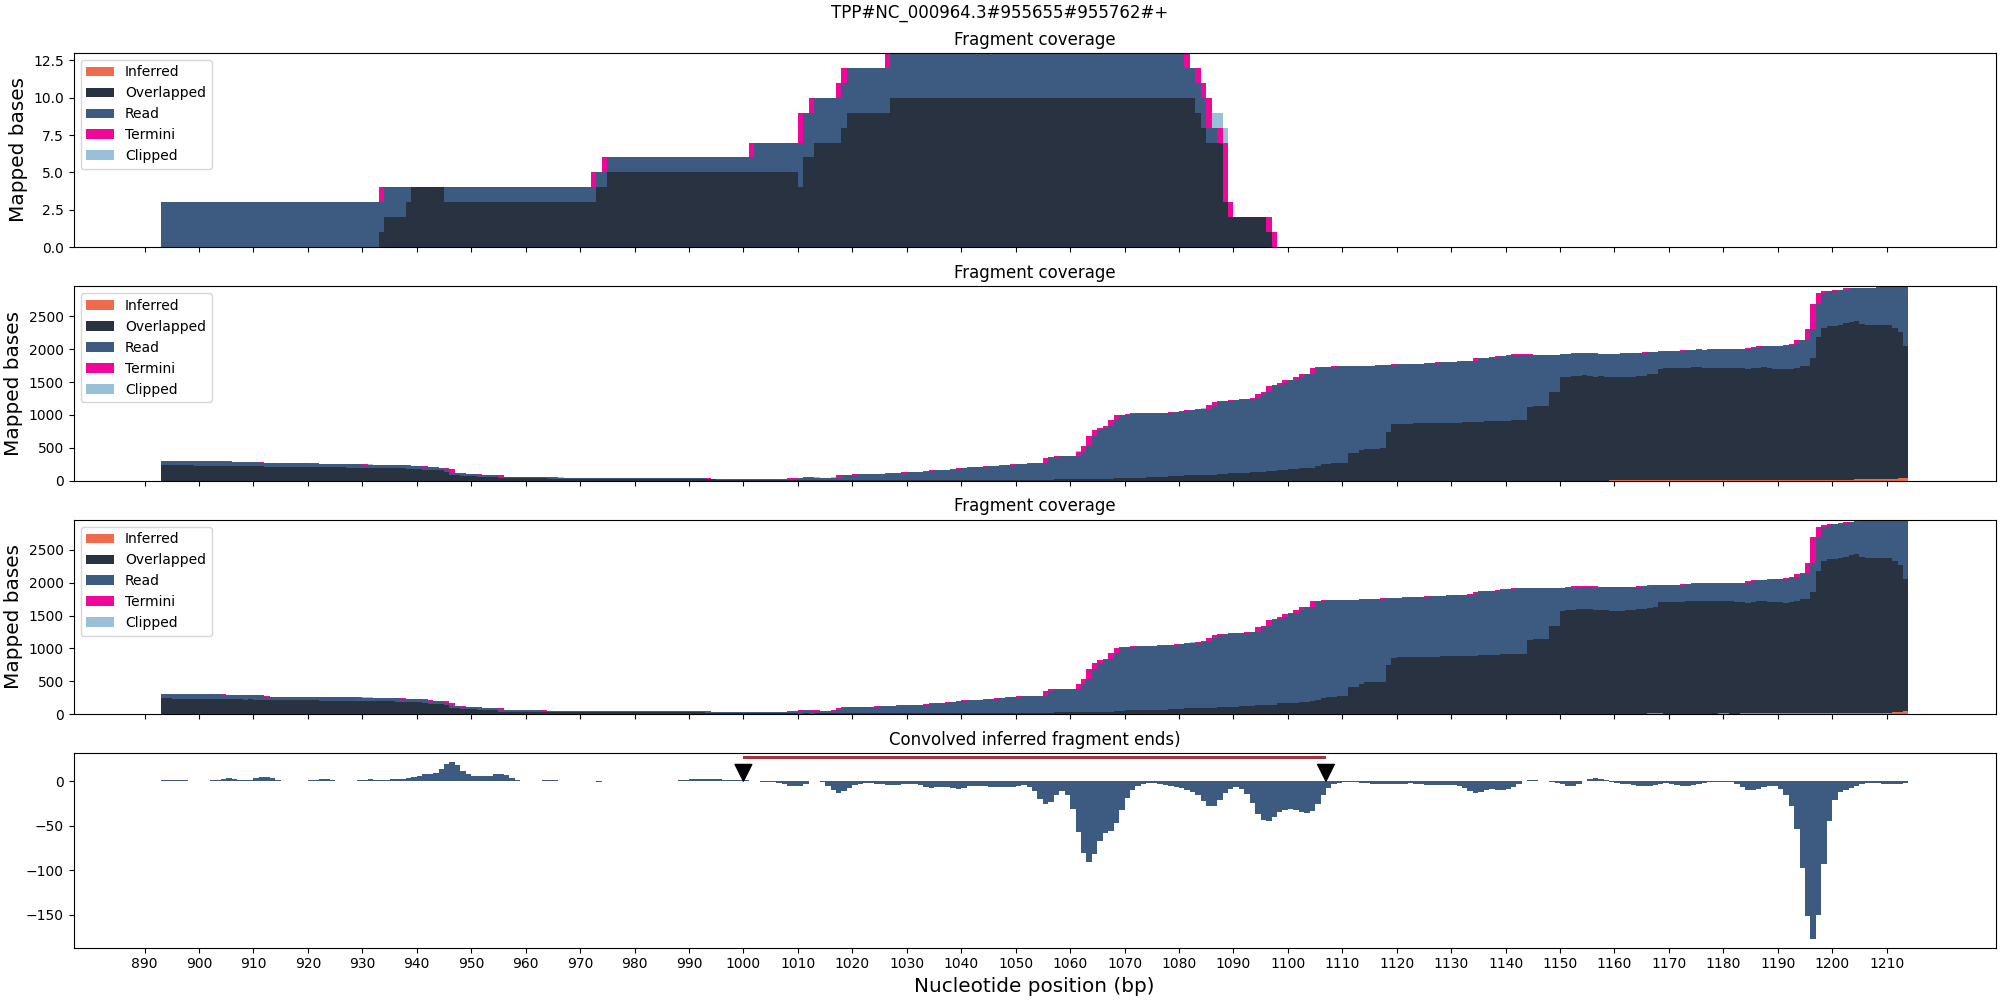 TPP#NC_000964.3#955655#955762#+
Fragment coverage
Mapped bases
12.5
10.0
7.5
5.0
2.5
0.0
Inferred
Overlapped
Read
Termini
Clipped
Fragment coverage
Mapped bases
2500
2000
1500
1000
500
0
Inferred
Overlapped
Read
Termini
Clipped
Fragment coverage
Mapped bases
2500
2000
1500
1000
500
0
Inferred
Overlapped
Read
Termini
Clipped
Convolved inferred fragment ends)
0
−50
−100
−150
890 900 910 920 930 940 950 960 970 980 990 1000 1010 1020 1030 1040 1050 1060 1070 1080 1090 1100 1110 1120 1130 1140 1150 1160 1170 1180 1190 1200 1210
Nucleotide position (bp)